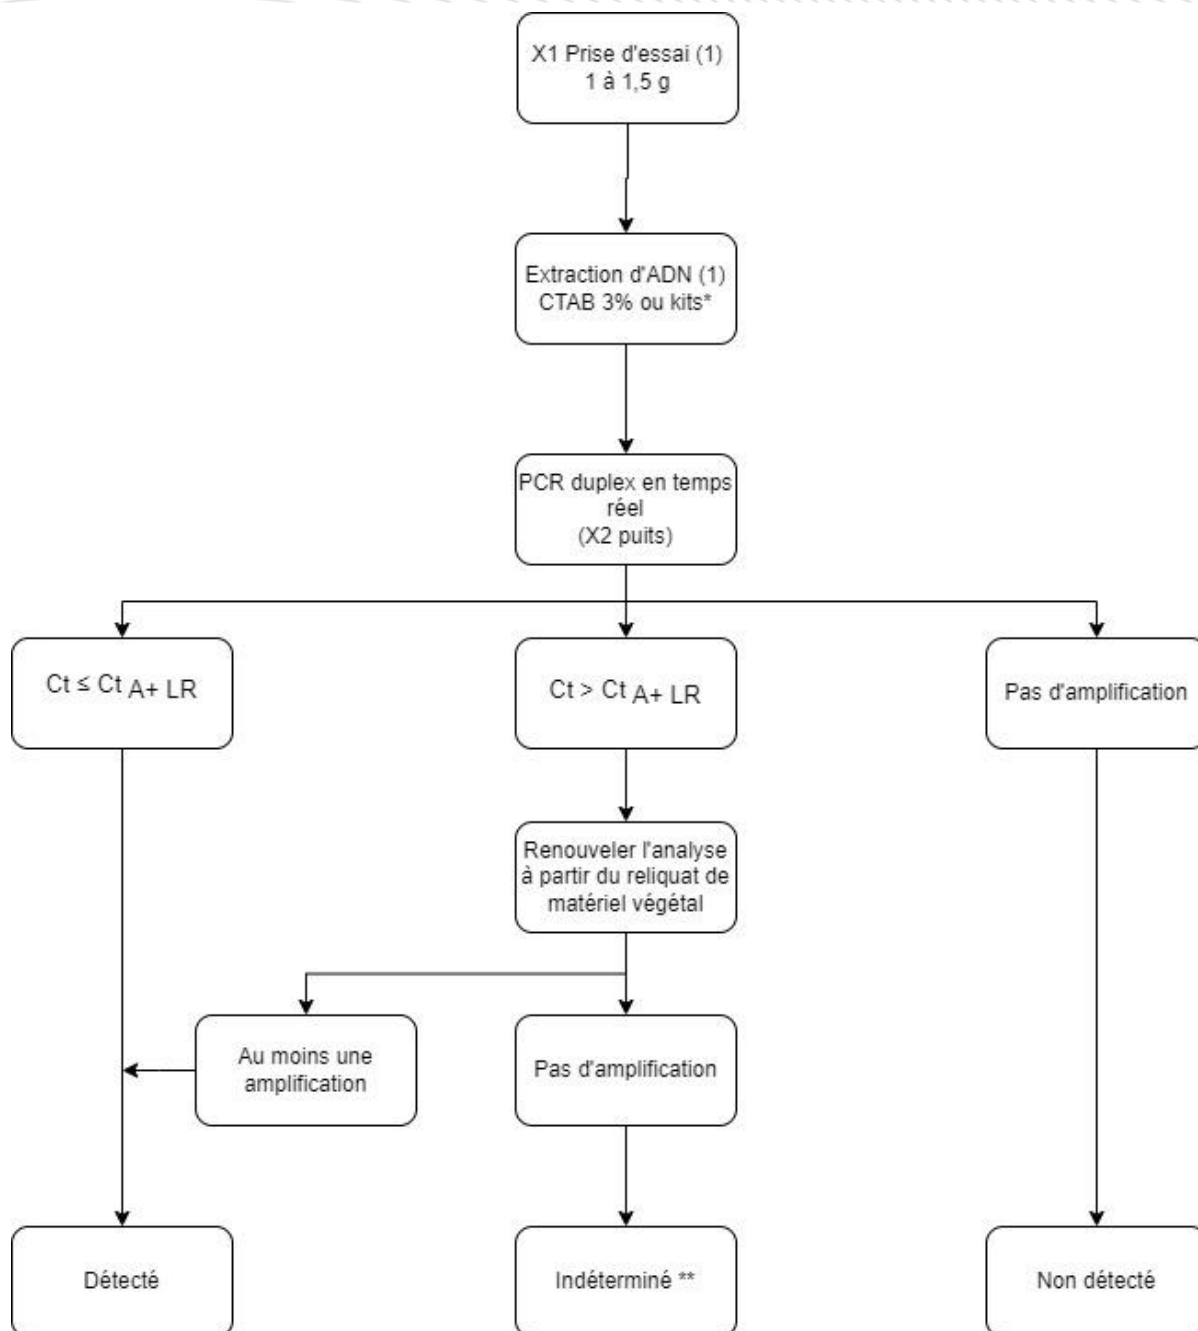 X1 Prise d'essai (1)
1 à 1,5 g
Extraction d'ADN (1)
CTAB 3% ou kits*
PCR duplex en temps
réel
(X2 puits)
Ct ≤ Ct A+ LR
Ct > Ct A+ LR
Pas d'amplification
Renouveler l'analyse
à partir du reliquat de
matériel végétal
Au moins une
amplification
Pas d'amplification
Détecté
Indéterminé **
Non détecté